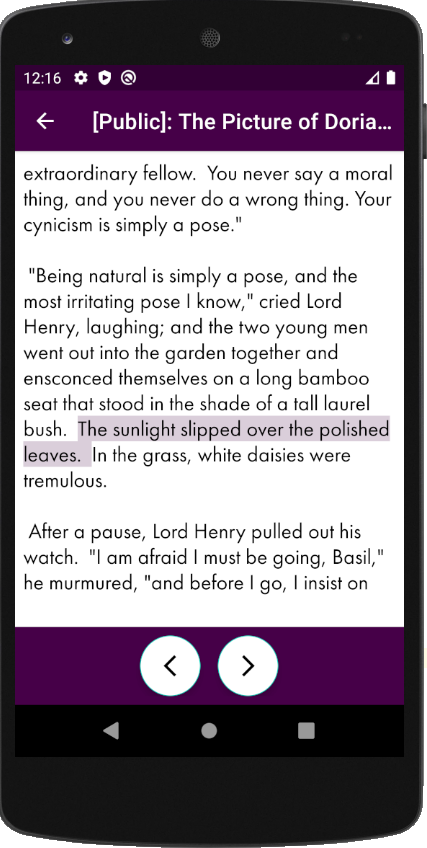 12:16
[Public]: The Picture of Doria...
extraordinary fellow.  You never say a moral
thing, and you never do a wrong thing. Your
cynicism is simply a pose."
"Being natural is simply a pose, and the
most irritating pose I know," cried Lord
Henry, laughing; and the two young men
went out into the garden together and
ensconced themselves on a long bamboo
seat that stood in the shade of a tall laurel
bush.  The sunlight slipped over the polished
leaves.  In the grass, white daisies were
tremulous.
After a pause, Lord Henry pulled out his
watch.  "I am afraid I must be going, Basil,"
he murmured, "and before I go, I insist on